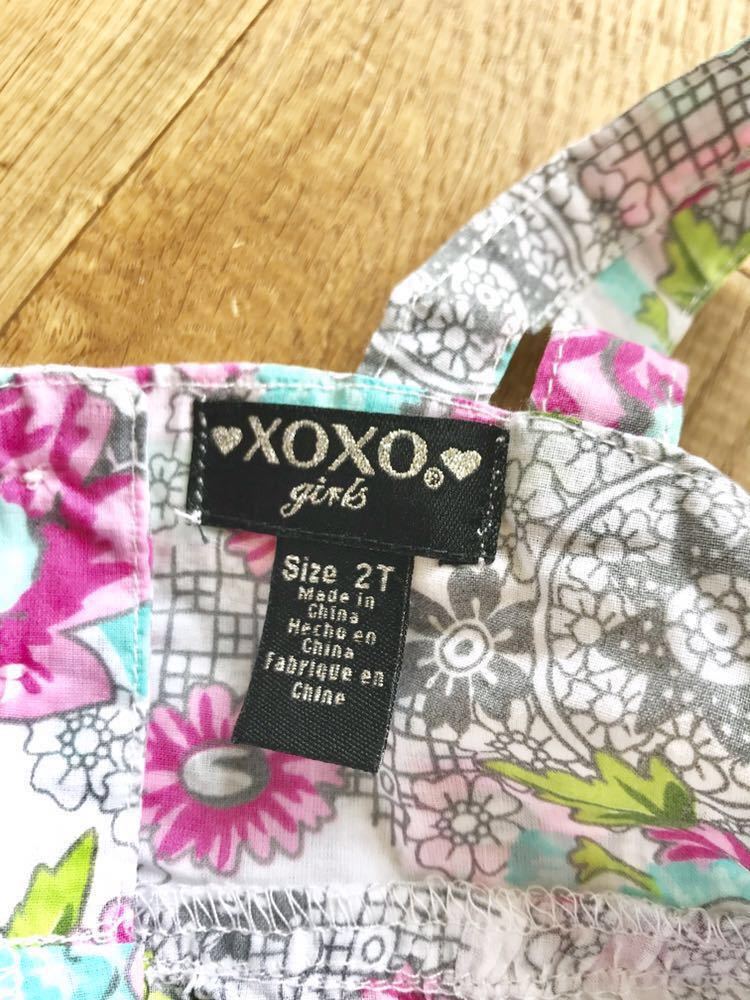 ♥XOXO®♥
girls
Size 2T
Made in
China
Hecho en
China
Fabrique en
Chine